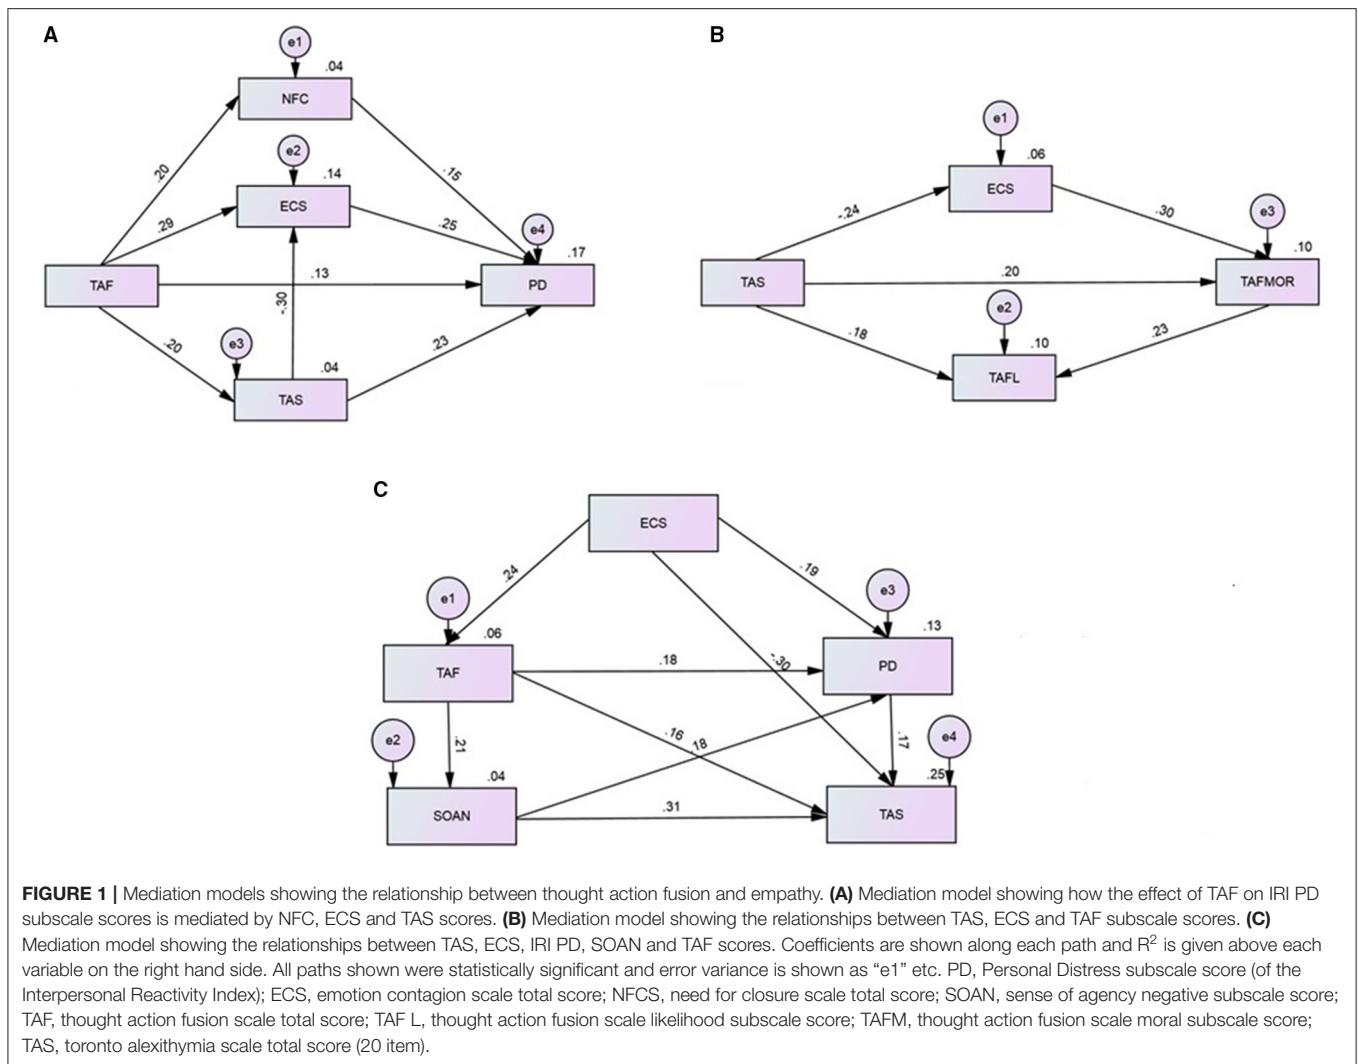 A
e1
.04
NFC
e2
.20
.14
.15
ECS
.29
.25
e4
.17
TAF
.13
PD
-.30
.20
e3
.23
.04
TAS
B
e1
.06
ECS
-.24
.30
e3
.10
TAS
.20
TAFMOR
e2
.18
.10
.23
TAFL
C
ECS
.24
.19
e1
e3
.06
.13
TAF
.18
-.30
PD
.21
.16
.18
.17
e2
e4
.04
.25
SOAN
.31
TAS
FIGURE 1 | Mediation models showing the relationship between thought action fusion and empathy. (A) Mediation model showing how the effect of TAF on IRI PD
subscale scores is mediated by NFC, ECS and TAS scores. (B) Mediation model showing the relationships between TAS, ECS and TAF subscale scores. (C)
Mediation model showing the relationships between TAS, ECS, IRI PD, SOAN and TAF scores. Coefficients are shown along each path and R² is given above each
variable on the right hand side. All paths shown were statistically significant and error variance is shown as “e1” etc. PD, Personal Distress subscale score (of the
Interpersonal Reactivity Index); ECS, emotion contagion scale total score; NFCS, need for closure scale total score; SOAN, sense of agency negative subscale score;
TAF, thought action fusion scale total score; TAF L, thought action fusion scale likelihood subscale score; TAFM, thought action fusion scale moral subscale score;
TAS, toronto alexithymia scale total score (20 item).